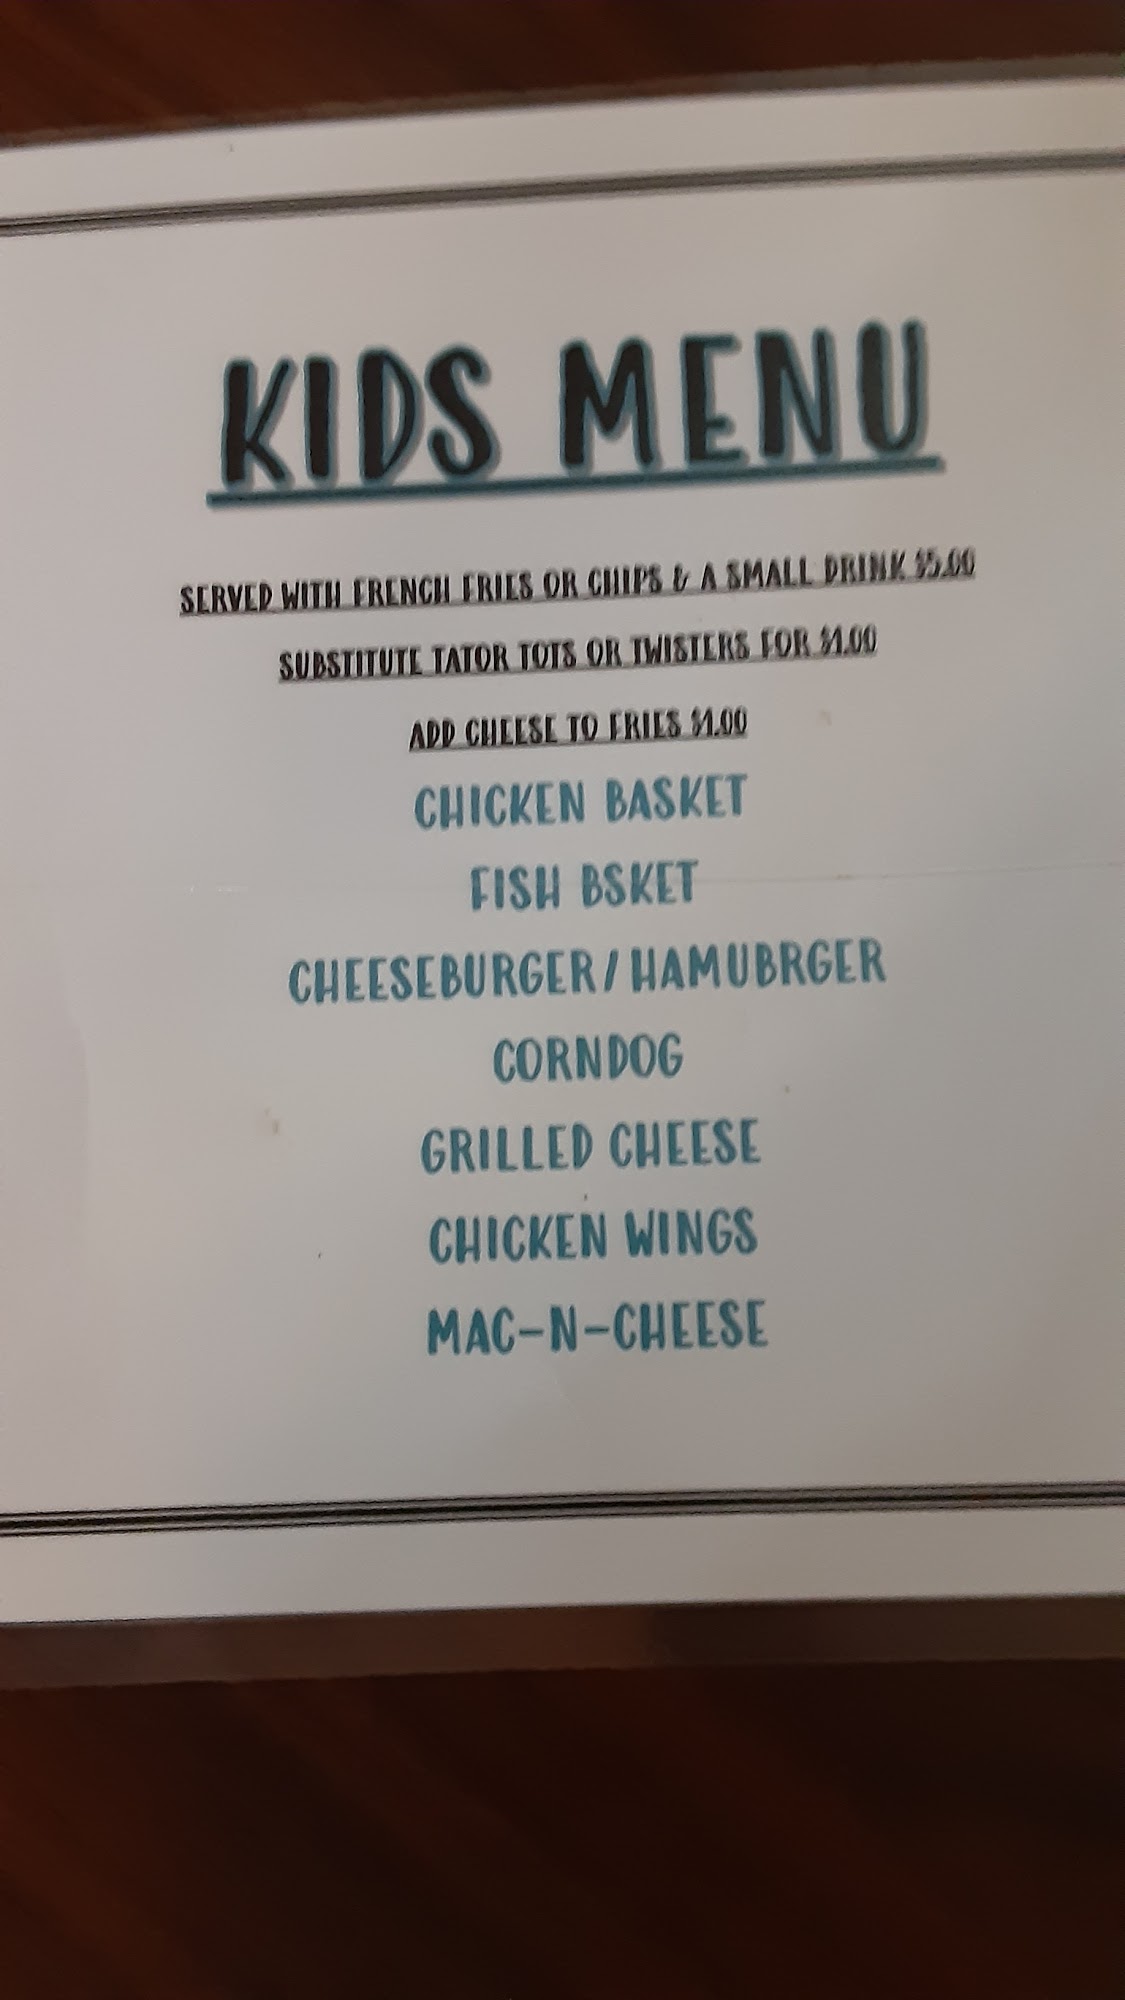 KIDS MENU
SERVED WITH FRENCH FRIES OR CHIPS & A SMALL DRINK $5.00
SUBSTITUTE TATOR TOTS OR TWISTERS FOR $1.00
ADD CHEESE TO FRIES $1.00
CHICKEN BASKET
FISH BSKET
CHEESEBURGER/HAMUBRGER
CORNDOG
GRILLED CHEESE
CHICKEN WINGS
MAC-N-CHEESE